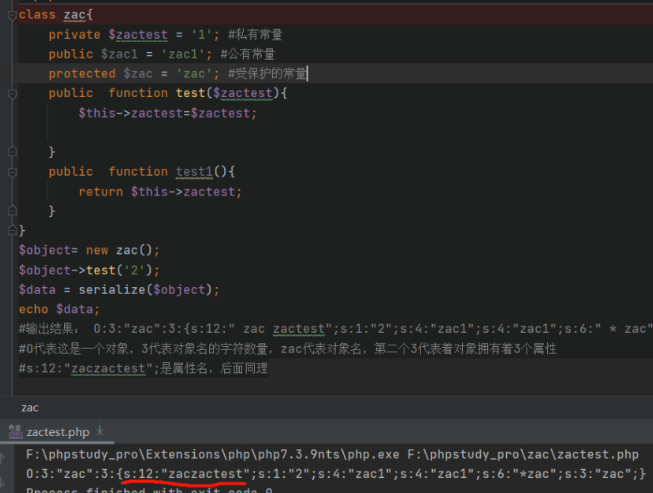 class zac{
private $zactest = '1'; #私有常量
public $zac1 = 'zac1'; #公有常量
protected $zac = 'zac'; #受保护的常量
public function test($zactest){
$this->zactest=$zactest;
}
public function test1(){
return $this->zactest;
}
}
$object= new zac();
$object->test('2');
$data = serialize($object);
echo $data;
#输出结果： O:3:"zac":3:{s:12:" zac zactest";s:1:"2";s:4:"zac1";s:4:"zac1";s:6:" * zac"
#O代表这是一个对象，3代表对象名的字符数量，zac代表对象名，第二个3代表着对象拥有着3个属性
#s:12:"zaczactest";是属性名，后面同理
zac
zactest.php
F:\phpstudy_pro\Extensions\php\php7.3.9nts\php.exe F:\phpstudy_pro\zac\zactest.php
O:3:"zac":3:{s:12:"zaczactest";s:1:"2";s:4:"zac1";s:4:"zac1";s:6:"*zac";s:3:"zac";}
Process finished with exit code 0